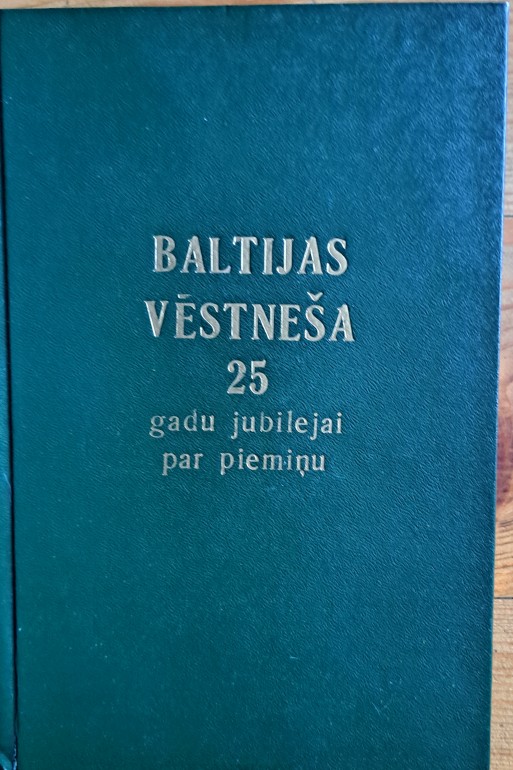 BALTIJAS
VĒSTNEŠA
25
gadu jubilejai
par piemiņu